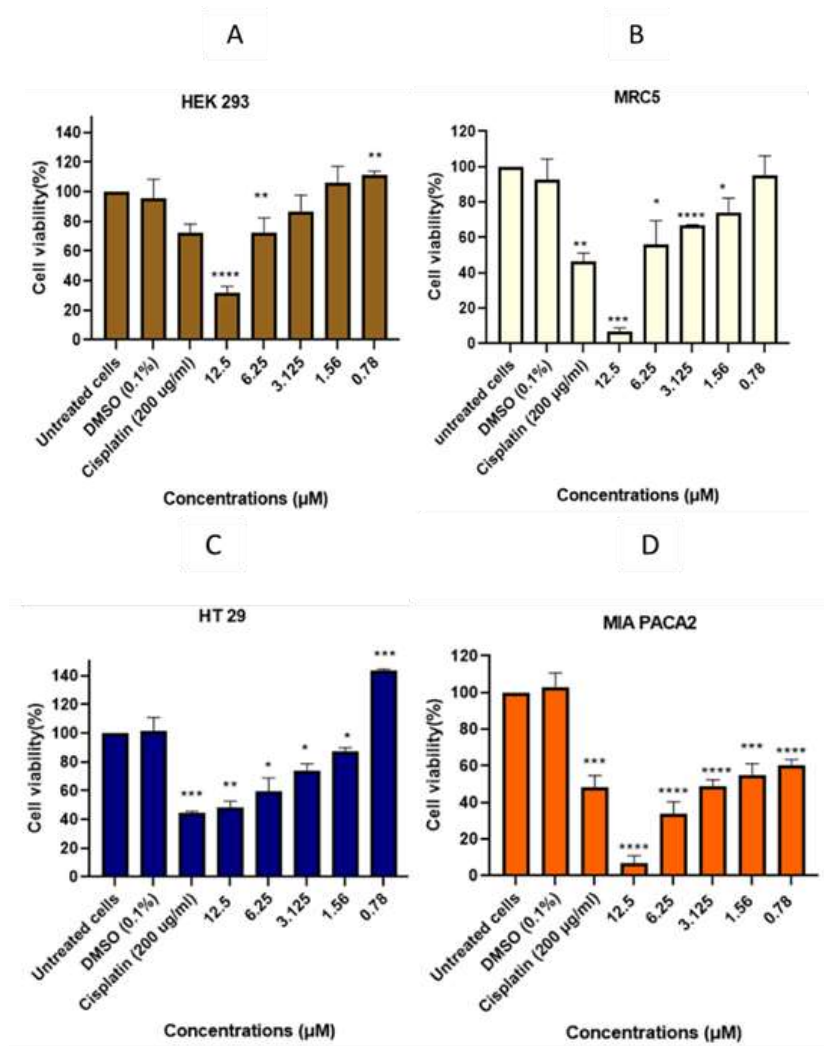 A
HEK 293
Cell viability(%)
140
120
100
80
60
40
20
0
**
**
****
Untreated cells
DMSO (0.1%)
Cisplatin (200 ug/ml)
12.5
6.25
3.125
1.56
0.78
Concentrations (µM)
B
MRC5
Cell viability(%)
120
100
80
60
40
20
0
**
***
*
****
*
untreated cells
DMSO (0.1%)
Cisplatin (200 µg/ml)
12.5
6.25
3.125
1.56
0.78
Concentrations (µM)
C
HT 29
Cell viability(%)
140
120
100
80
60
40
20
0
***
**
*
*
*
***
Untreated cells
DMSO (0.1%)
Cisplatin (200 ug/ml)
12.5
6.25
3.125
1.56
0.78
Concentrations (µM)
D
MIA PACA2
Cell viability(%)
120
100
80
60
40
20
0
***
****
****
****
***
****
Untreated cells
DMSO (0.1%)
Cisplatin (200 µg/ml)
12.5
6.25
3.125
1.56
0.78
Concentrations (µM)